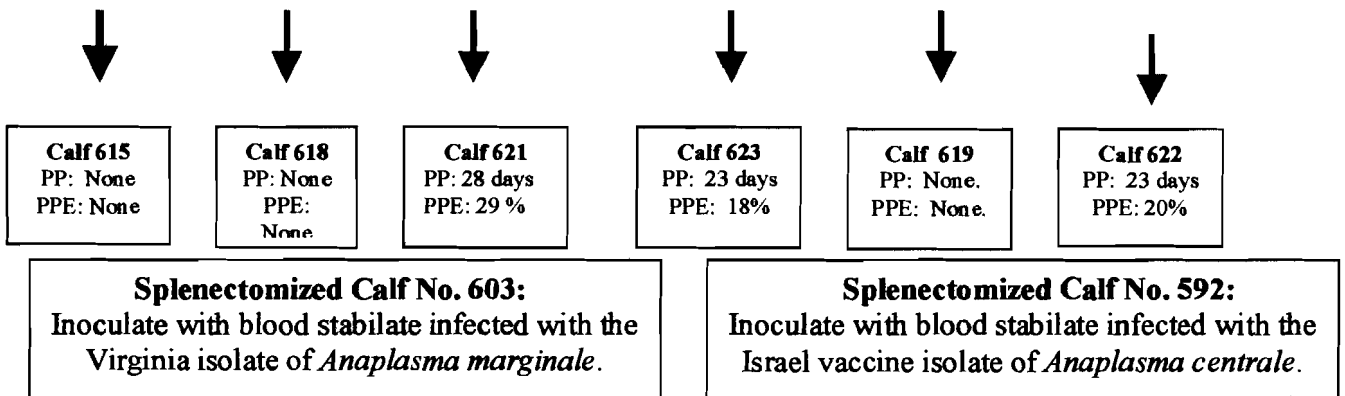 Calf 615
PP: None
PPE: None
Calf 618
PP: None
PPE:
None
Calf 621
PP: 28 days
PPE: 29 %
Calf 623
PP: 23 days
PPE: 18%
Calf 619
PP: None.
PPE: None.
Calf 622
PP: 23 days
PPE: 20%
Splenectomized Calf No. 603:
Inoculate with blood stabilate infected with the
Virginia isolate of Anaplasma marginale.
Splenectomized Calf No. 592:
Inoculate with blood stabilate infected with the
Israel vaccine isolate of Anaplasma centrale.